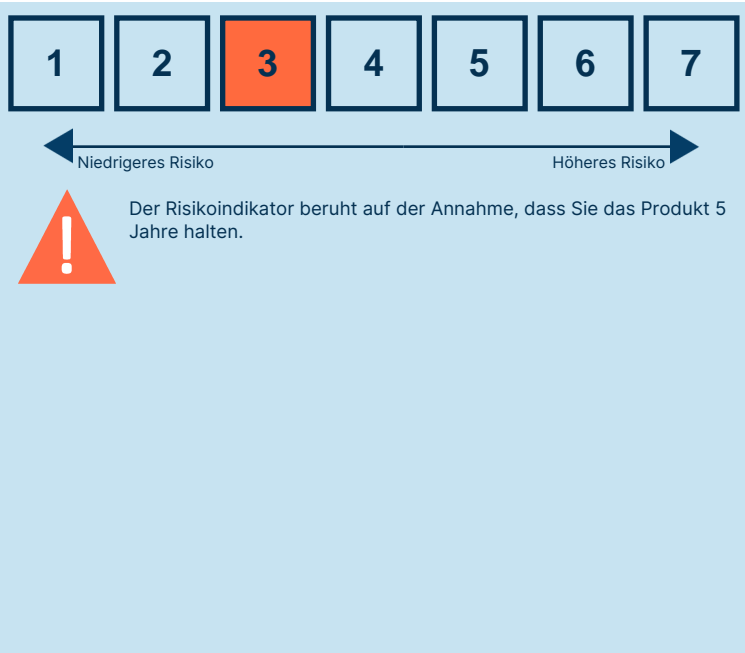 1 2 3 4 5 6 7
Niedrigeres Risiko Höheres Risiko
Der Risikoindikator beruht auf der Annahme, dass Sie das Produkt 5
Jahre halten.